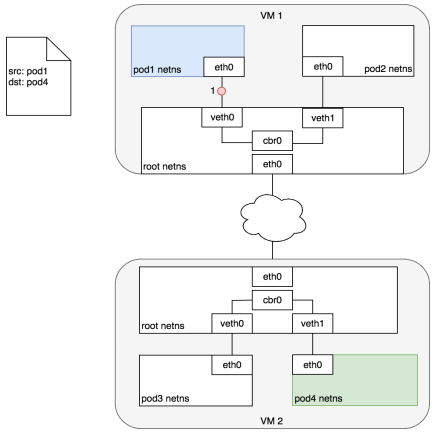 VM 1
src: pod1
dst: pod4
eth0
pod1 netns
eth0
pod2 netns
1
veth0
veth1
cbr0
eth0
root netns
eth0
cbr0
root netns
veth0
veth1
eth0
pod3 netns
eth0
pod4 netns
VM 2